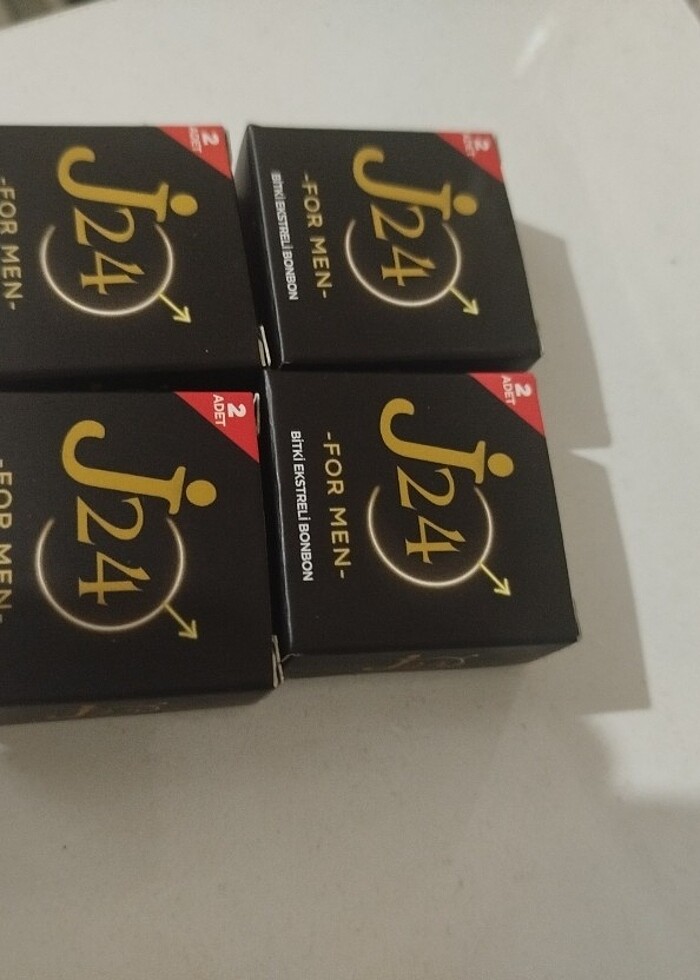 2
ADET
J24
-FOR MEN-
2
ADET
J24
-FOR MEN-
BİTKİ EKSTRELİ BONBON
2
ADET
J24
-FOR MEN-
2
ADET
J24
-FOR MEN-
BİTKİ EKSTRELİ BONBON